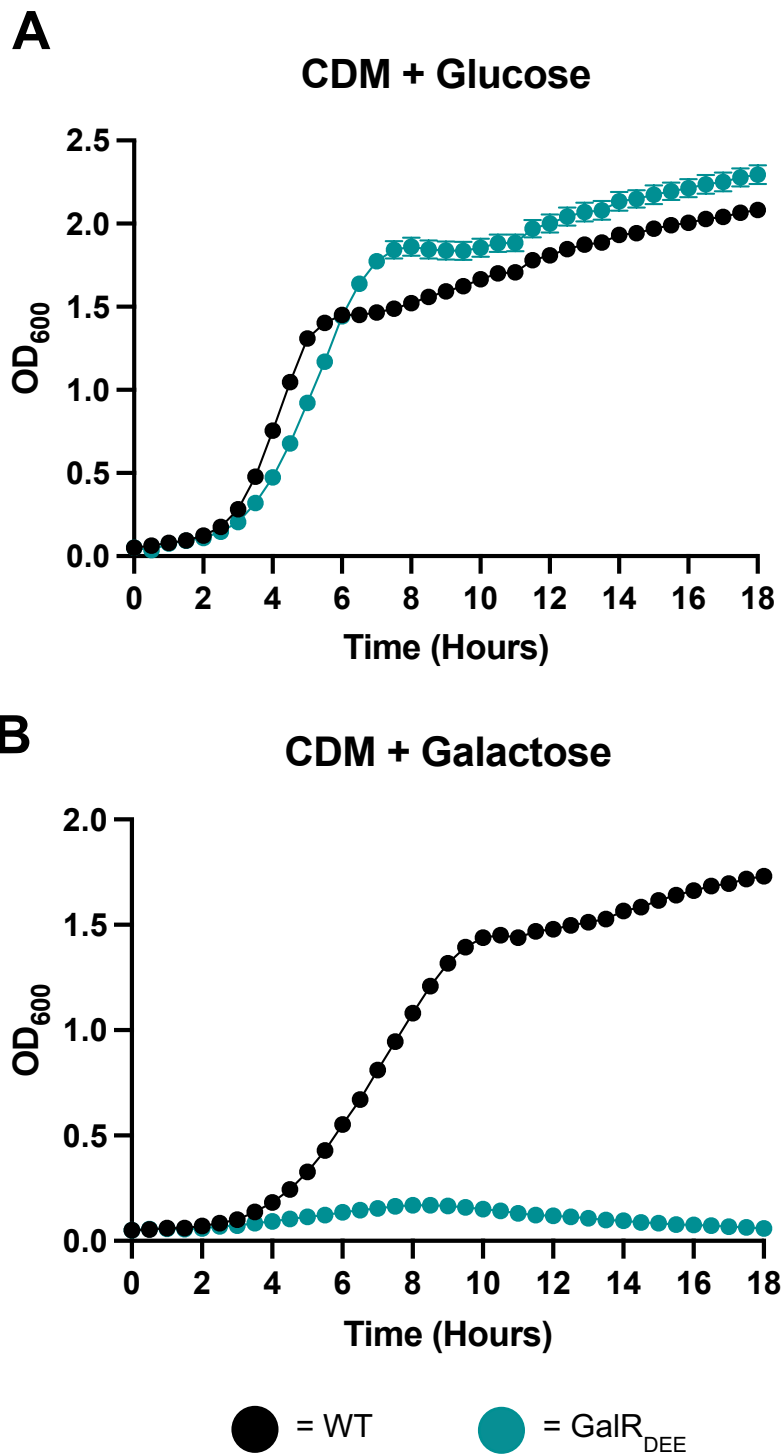 A
CDM + Glucose
2.5
2.0
1.5
1.0
0.5
0.0
OD600
0 2 4 6 8 10 12 14 16 18
Time (Hours)
B
CDM + Galactose
2.0
1.5
1.0
0.5
0.0
OD600
0 2 4 6 8 10 12 14 16 18
Time (Hours)
= WT = GalRDEE